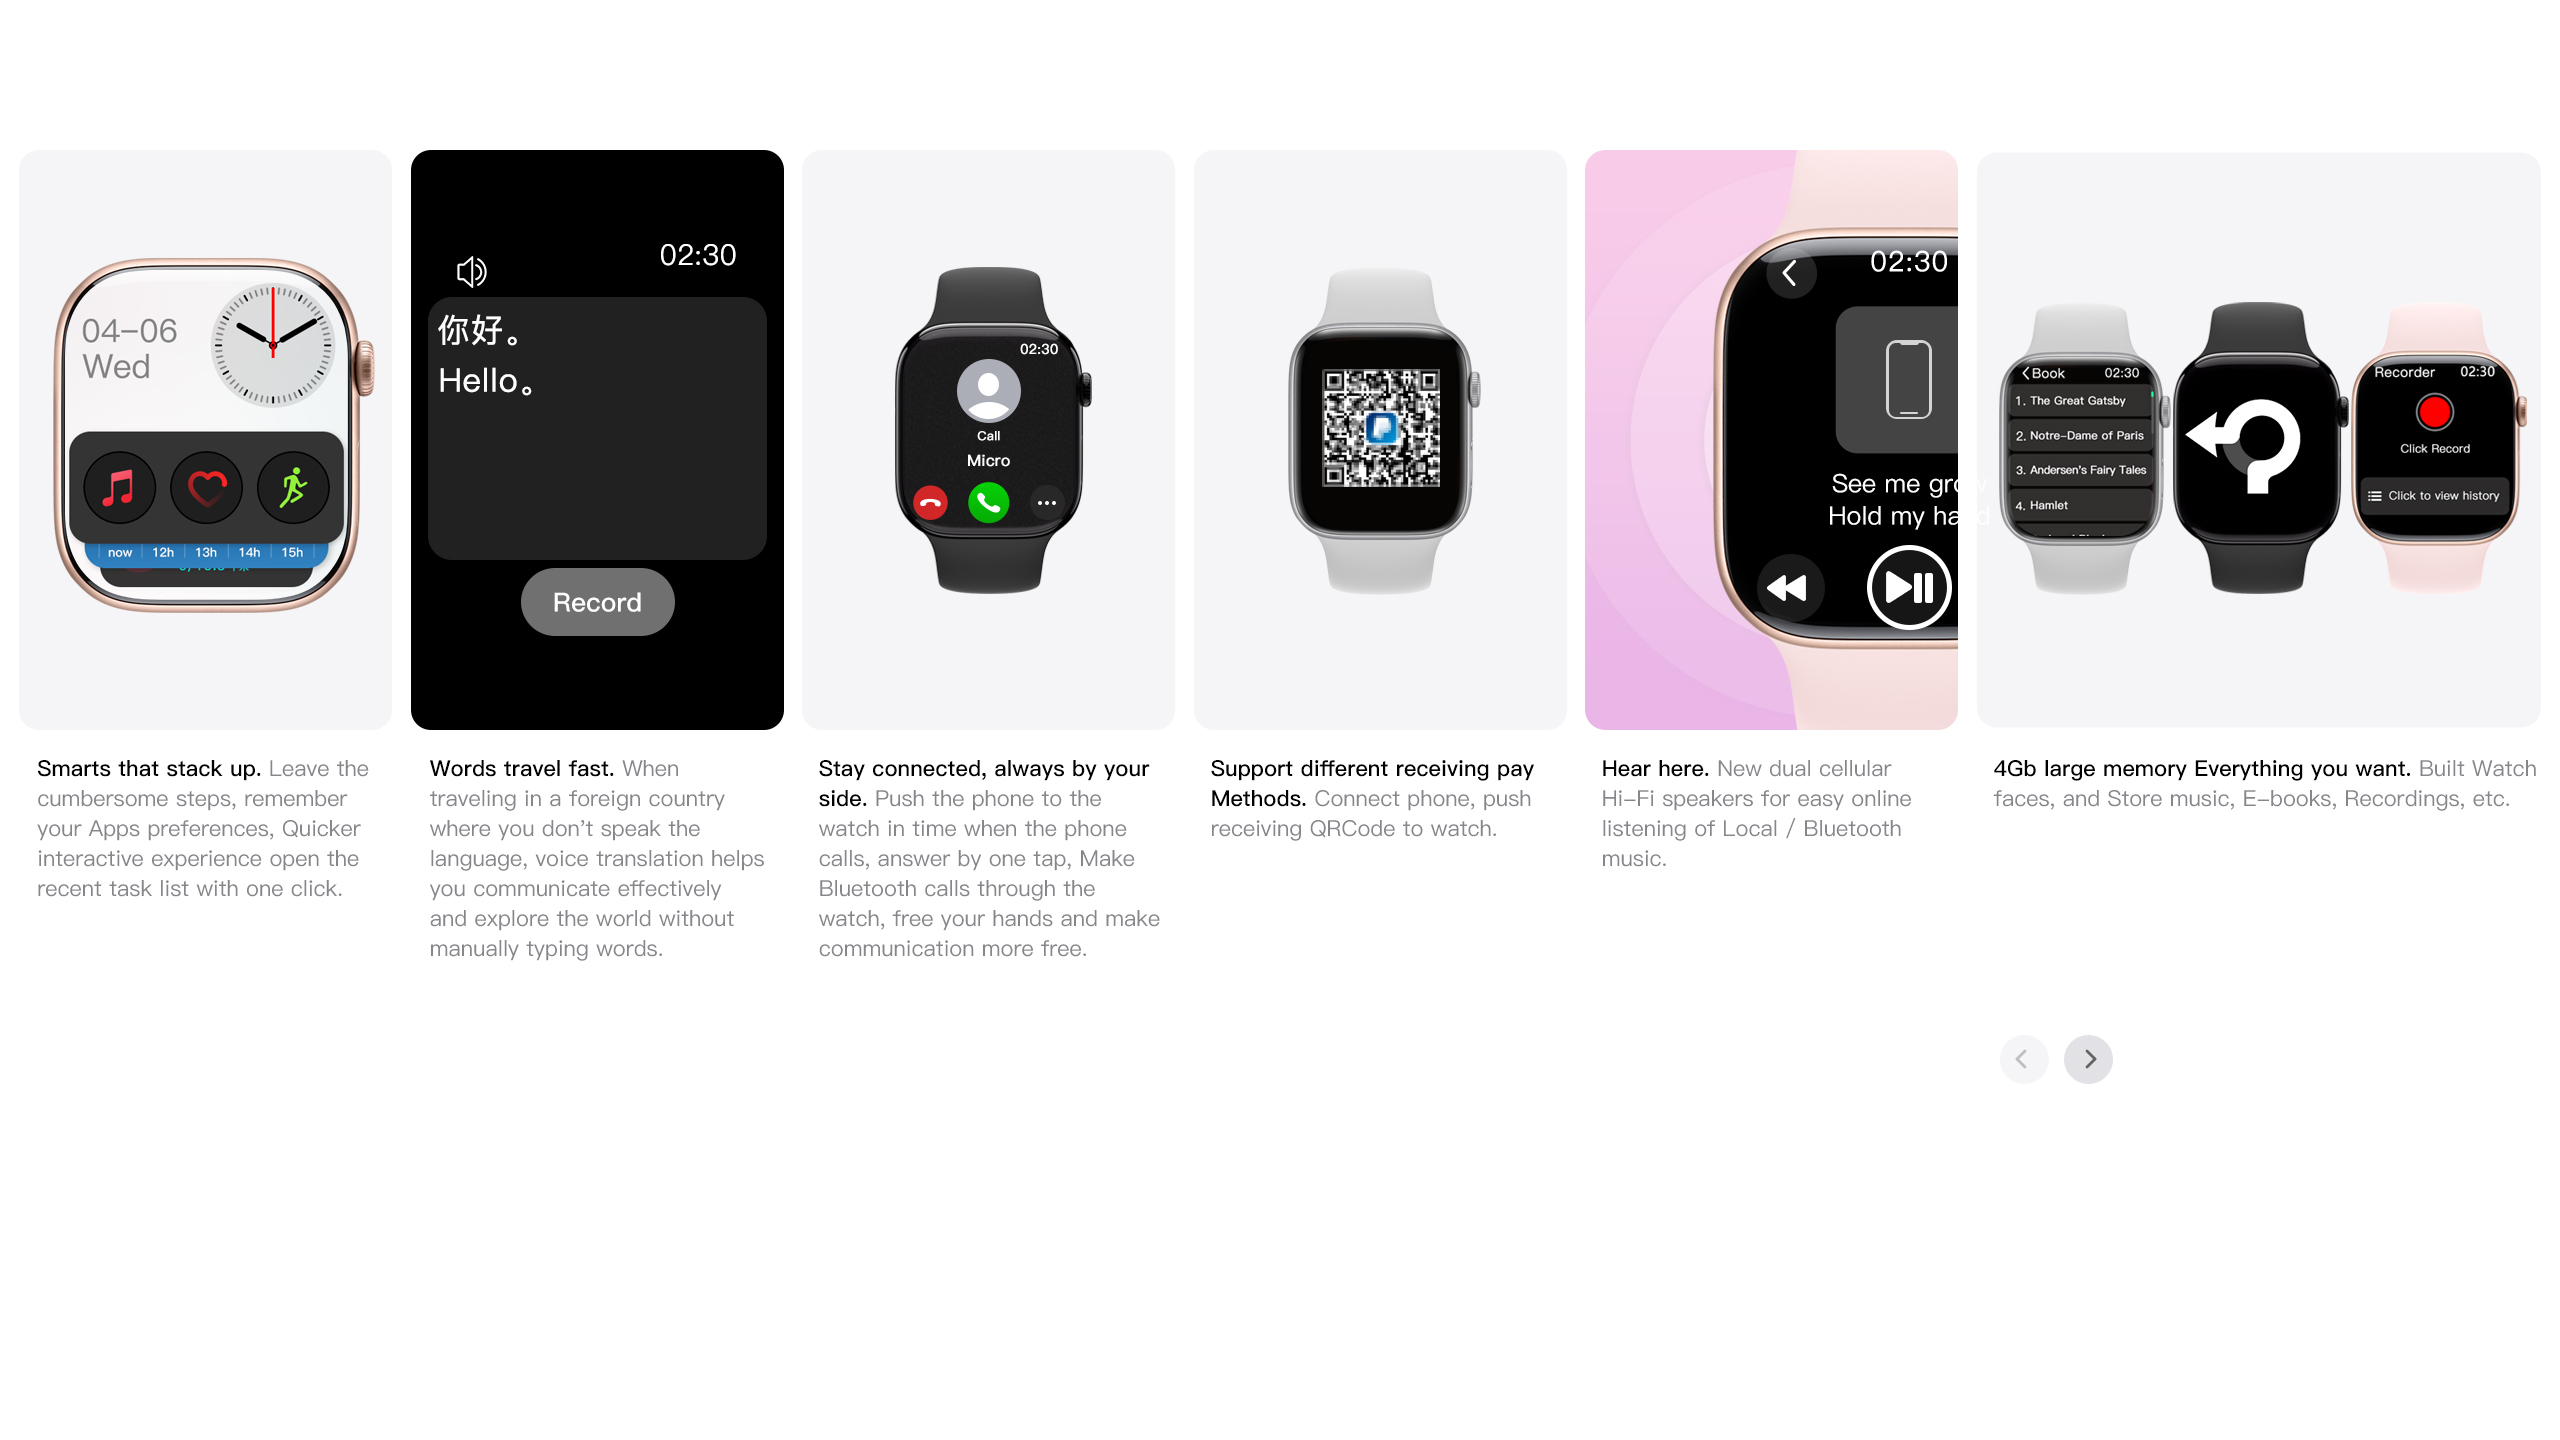 04-06
Wed
now 12h 13h 14h 15h
02:30
你好。
Hello。
Record
02:30
Call
Micro
02:30
See me grow
Hold my hand
Book 02:30
1. The Great Gatsby
2. Notre-Dame of Paris
3. Andersen's Fairy Tales
4. Hamlet
Recorder 02:30
Click Record
Click to view history
Smarts that stack up. Leave the
cumbersome steps, remember
your Apps preferences, Quicker
interactive experience open the
recent task list with one click.
Words travel fast. When
traveling in a foreign country
where you don't speak the
language, voice translation helps
you communicate effectively
and explore the world without
manually typing words.
Stay connected, always by your
side. Push the phone to the
watch in time when the phone
calls, answer by one tap, Make
Bluetooth calls through the
watch, free your hands and make
communication more free.
Support different receiving pay
Methods. Connect phone, push
receiving QRCode to watch.
Hear here. New dual cellular
Hi-Fi speakers for easy online
listening of Local / Bluetooth
music.
4Gb large memory Everything you want. Built Watch
faces, and Store music, E-books, Recordings, etc.